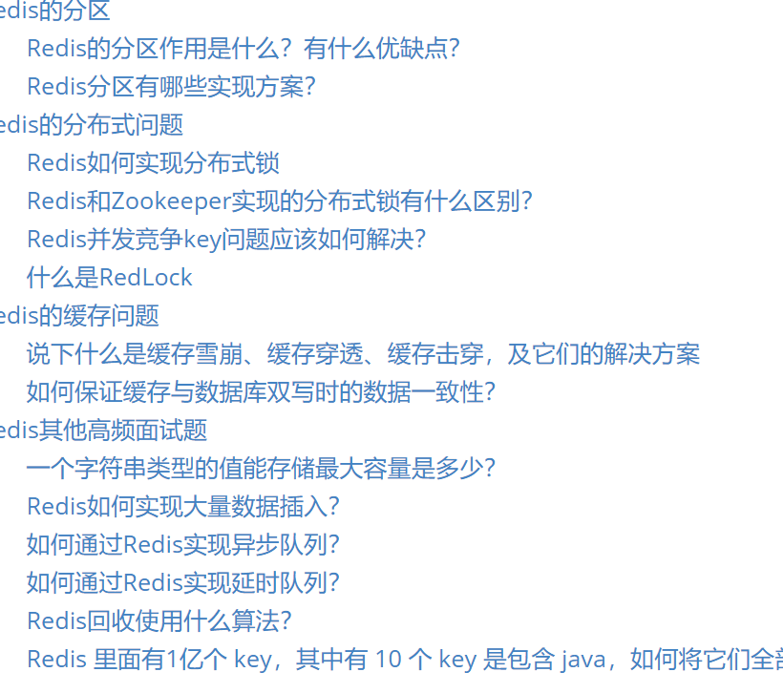 edis的分区
Redis的分区作用是什么？有什么优缺点？
Redis分区有哪些实现方案？
edis的分布式问题
Redis如何实现分布式锁
Redis和Zookeeper实现的分布式锁有什么区别？
Redis并发竞争key问题应该如何解决？
什么是RedLock
edis的缓存问题
说下什么是缓存雪崩、缓存穿透、缓存击穿，及它们的解决方案
如何保证缓存与数据库双写时的数据一致性？
edis其他高频面试题
一个字符串类型的值能存储最大容量是多少？
Redis如何实现大量数据插入？
如何通过Redis实现异步队列？
如何通过Redis实现延时队列？
Redis回收使用什么算法？
Redis 里面有1亿个 key，其中有 10 个 key 是包含 java，如何将它们全